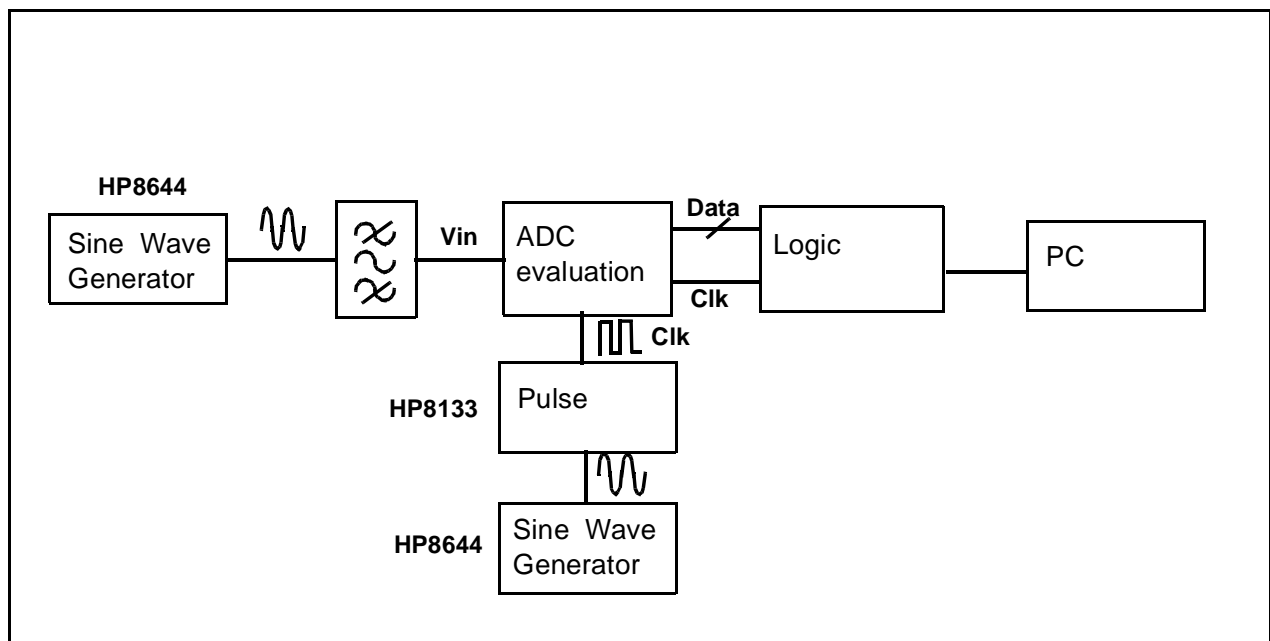 HP8644
Sine Wave
Generator
Vin
ADC
evaluation
Data
Clk
Logic
PC
Clk
HP8133
Pulse
HP8644
Sine Wave
Generator